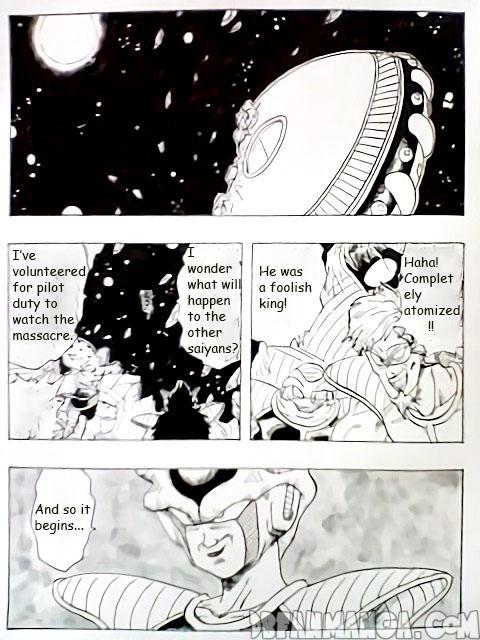 Haha!
Complet
ely
atomized
!!
He was
a foolish
king!
I
wonder
what will
happen
to the
other
saiyans?
I've
volunteered
for pilot
duty to
watch the
massacre.
And so it
begins...
DBFANMANGA.COM